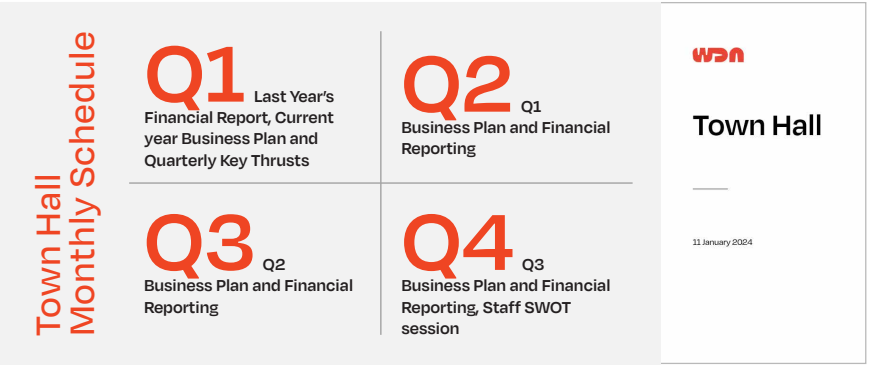 Town Hall
Monthly Schedule
Q1 Last Year's
Financial Report, Current
year Business Plan and
Quarterly Key Thrusts
Q2 Q1
Business Plan and Financial
Reporting
Q3 Q2
Business Plan and Financial
Reporting
Q4 Q3
Business Plan and Financial
Reporting, Staff SWOT
session
WDN
Town Hall
11 January 2024